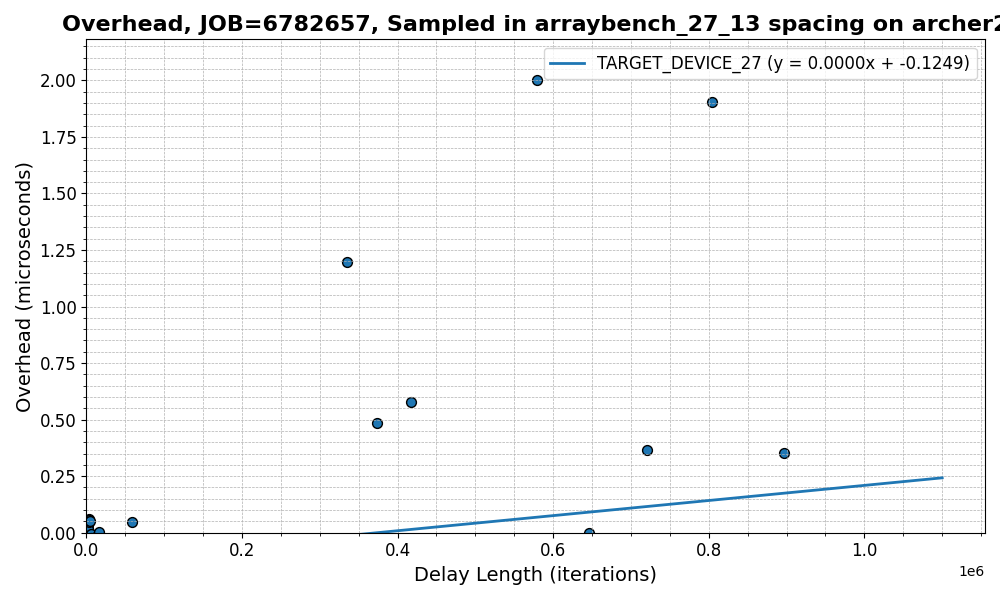 Overhead, JOB=6782657, Sampled in arraybench_27_13 spacing on archer2
TARGET_DEVICE_27 (y = 0.0000x + -0.1249)
Overhead (microseconds)
2.00
1.75
1.50
1.25
1.00
0.75
0.50
0.25
0.00
0.0 0.2 0.4 0.6 0.8 1.0
1e6
Delay Length (iterations)